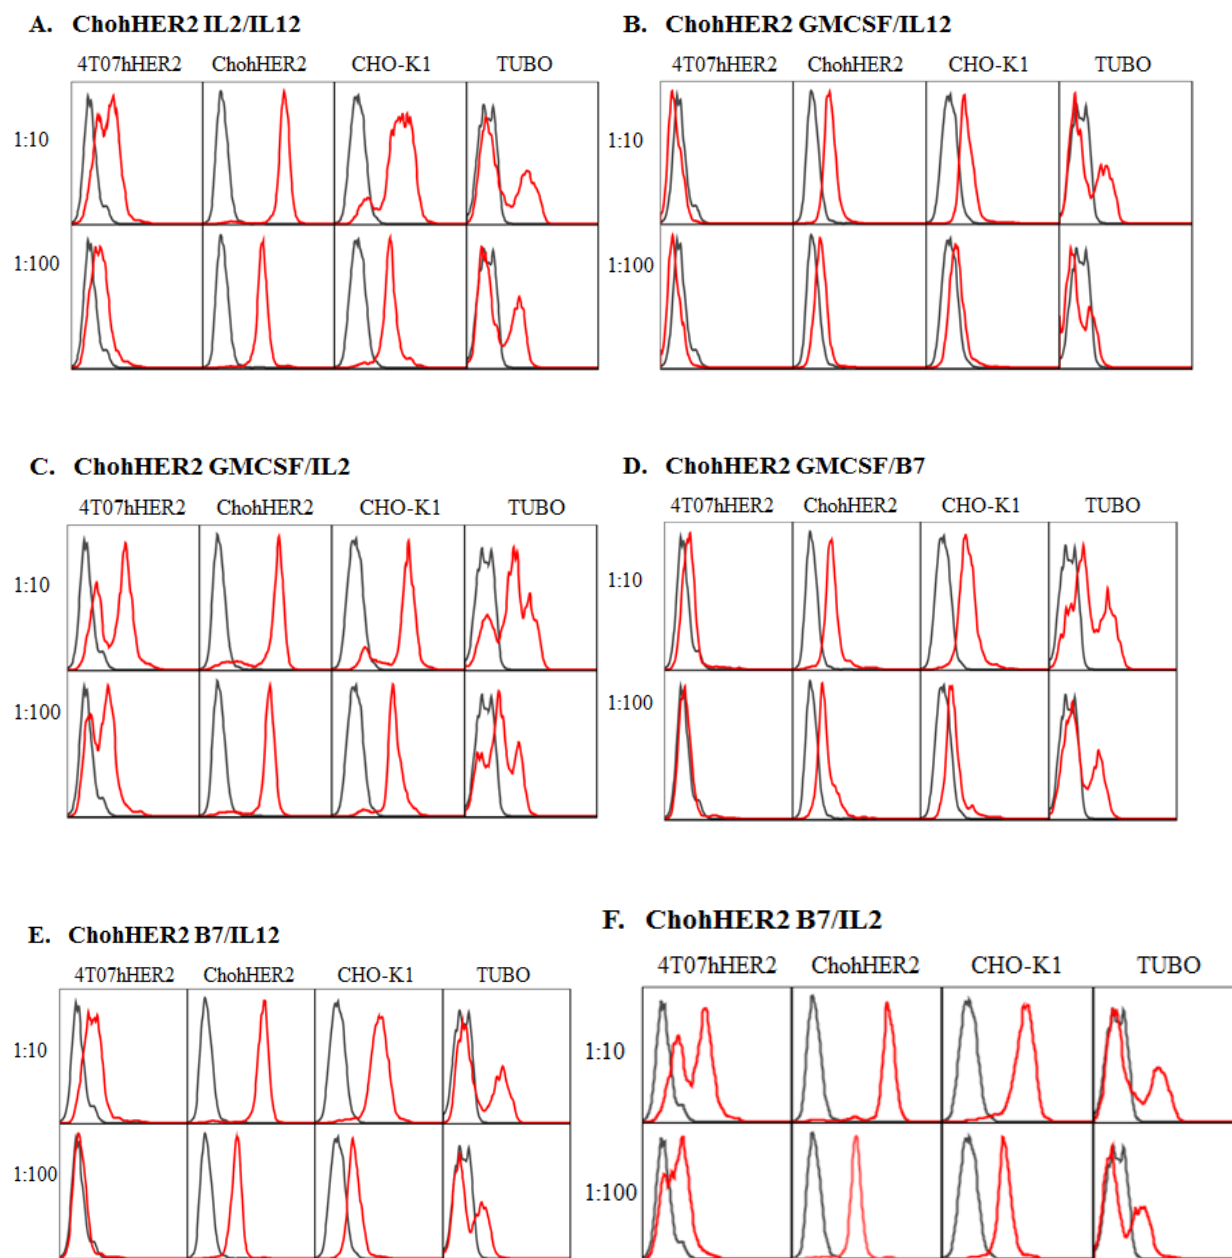 A. ChohHER2 IL2/IL12
4T07hHER2 ChohHER2 CHO-K1 TUBO
1:10
1:100
B. ChohHER2 GMCSF/IL12
4T07hHER2 ChohHER2 CHO-K1 TUBO
1:10
1:100
C. ChohHER2 GMCSF/IL2
4T07hHER2 ChohHER2 CHO-K1 TUBO
1:10
1:100
D. ChohHER2 GMCSF/B7
4T07hHER2 ChohHER2 CHO-K1 TUBO
1:10
1:100
E. ChohHER2 B7/IL12
4T07hHER2 ChohHER2 CHO-K1 TUBO
1:10
1:100
F. ChohHER2 B7/IL2
4T07hHER2 ChohHER2 CHO-K1 TUBO
1:10
1:100